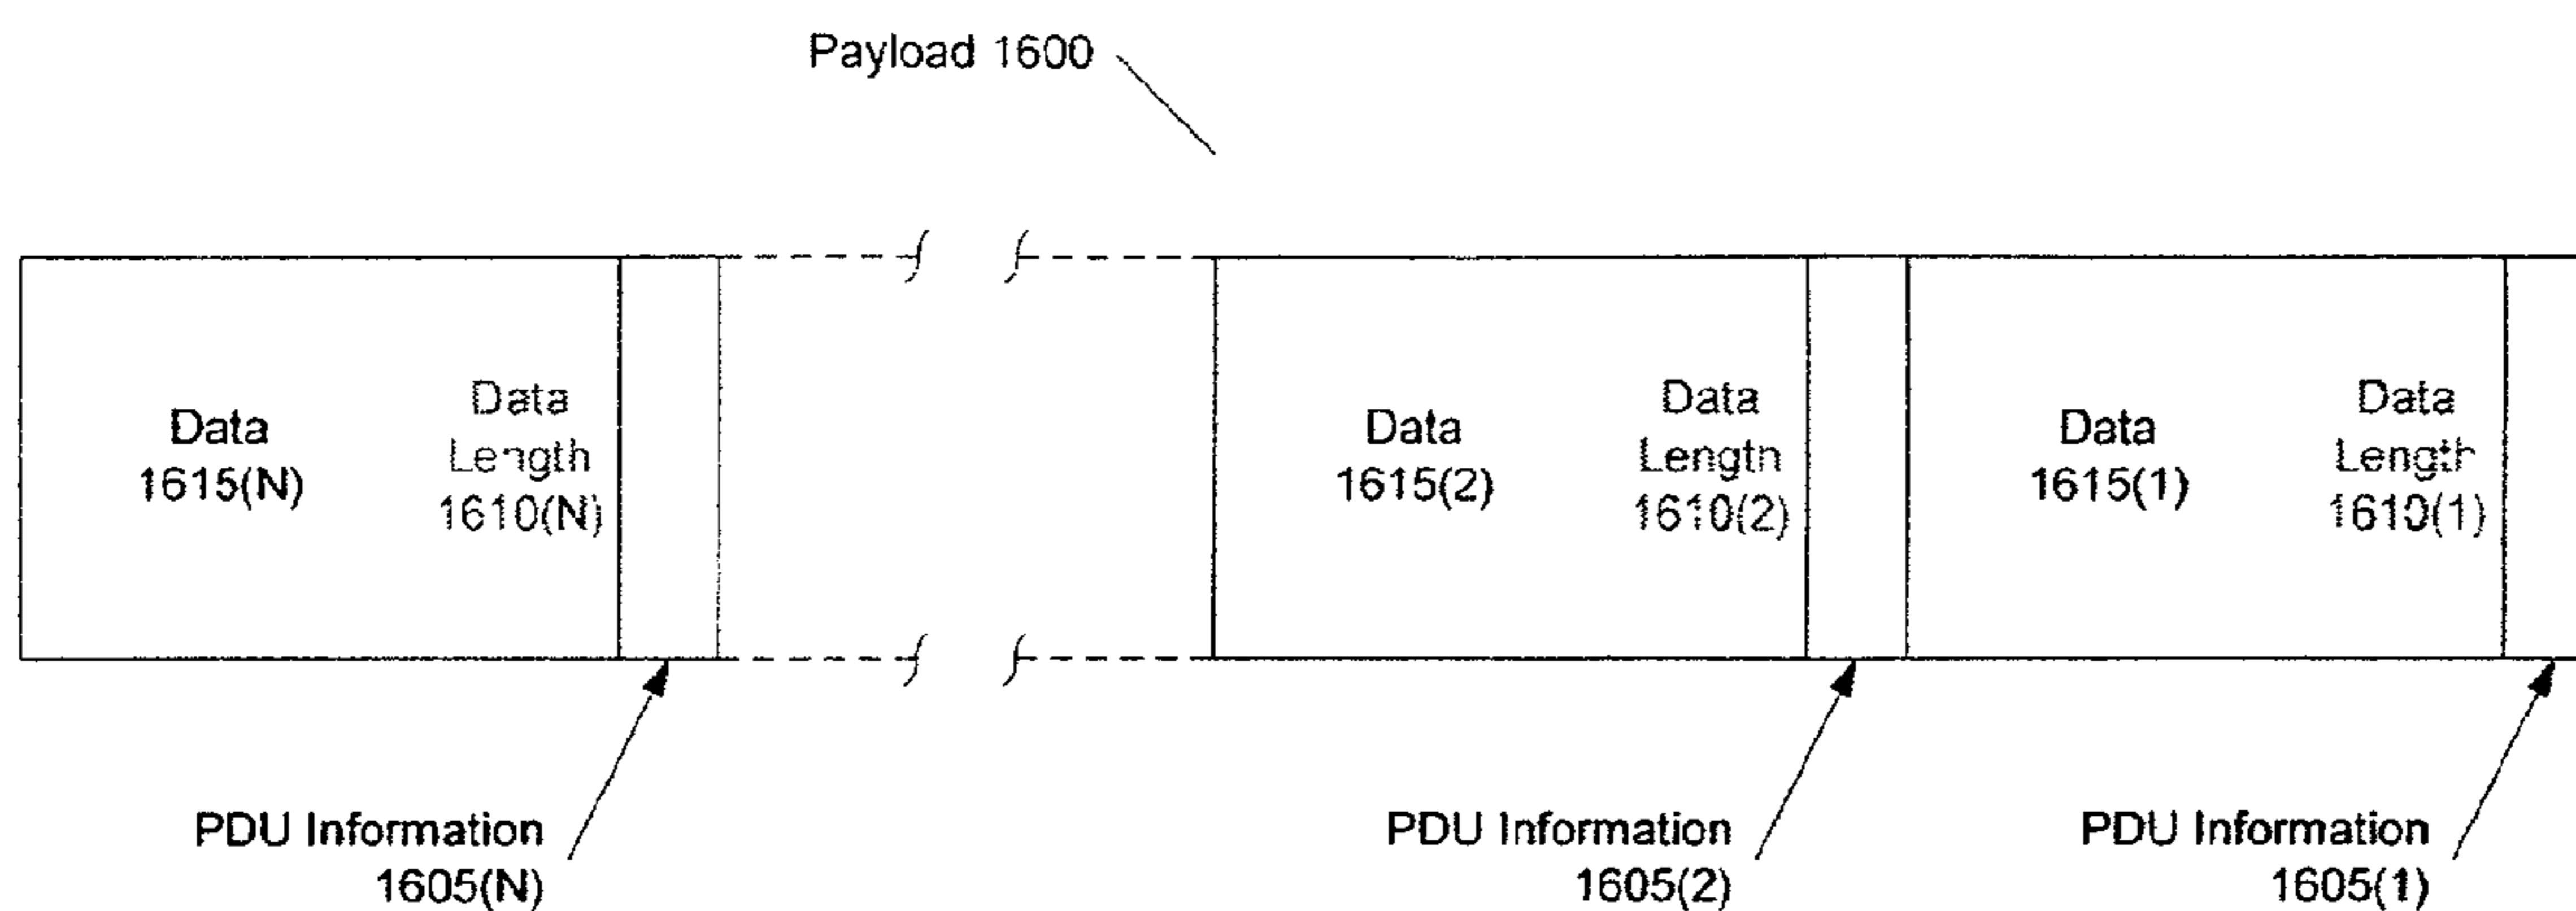 Payload 1600
Data
1615(N)
Data
Length
1610(N)
Data
1615(2)
Data
Length
1610(2)
Data
1615(1)
Data
Length
1610(1)
PDU Information
1605(N)
PDU Information
1605(2)
PDU Information
1605(1)